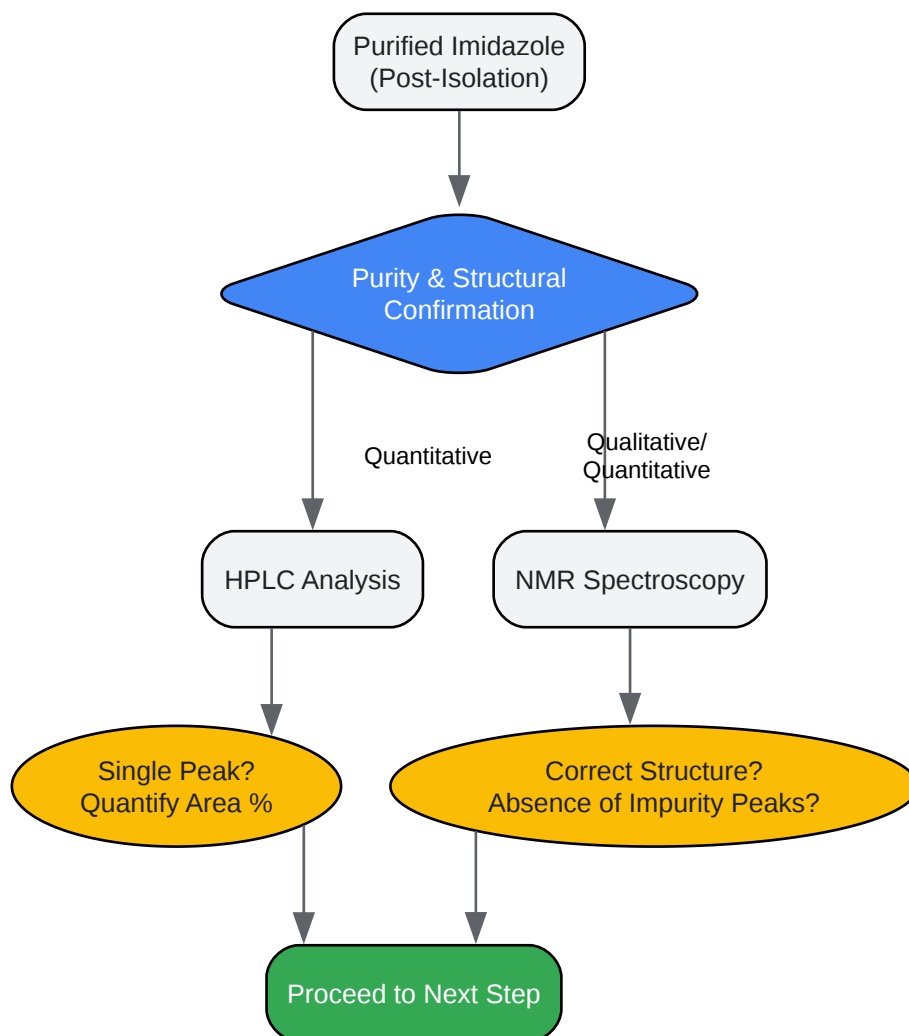 Purified Imidazole
(Post-Isolation)
Purity & Structural
Confirmation
Quantitative
Qualitative/
Quantitative
HPLC Analysis
NMR Spectroscopy
Single Peak?
Quantify Area %
Correct Structure?
Absence of Impurity Peaks?
Proceed to Next Step